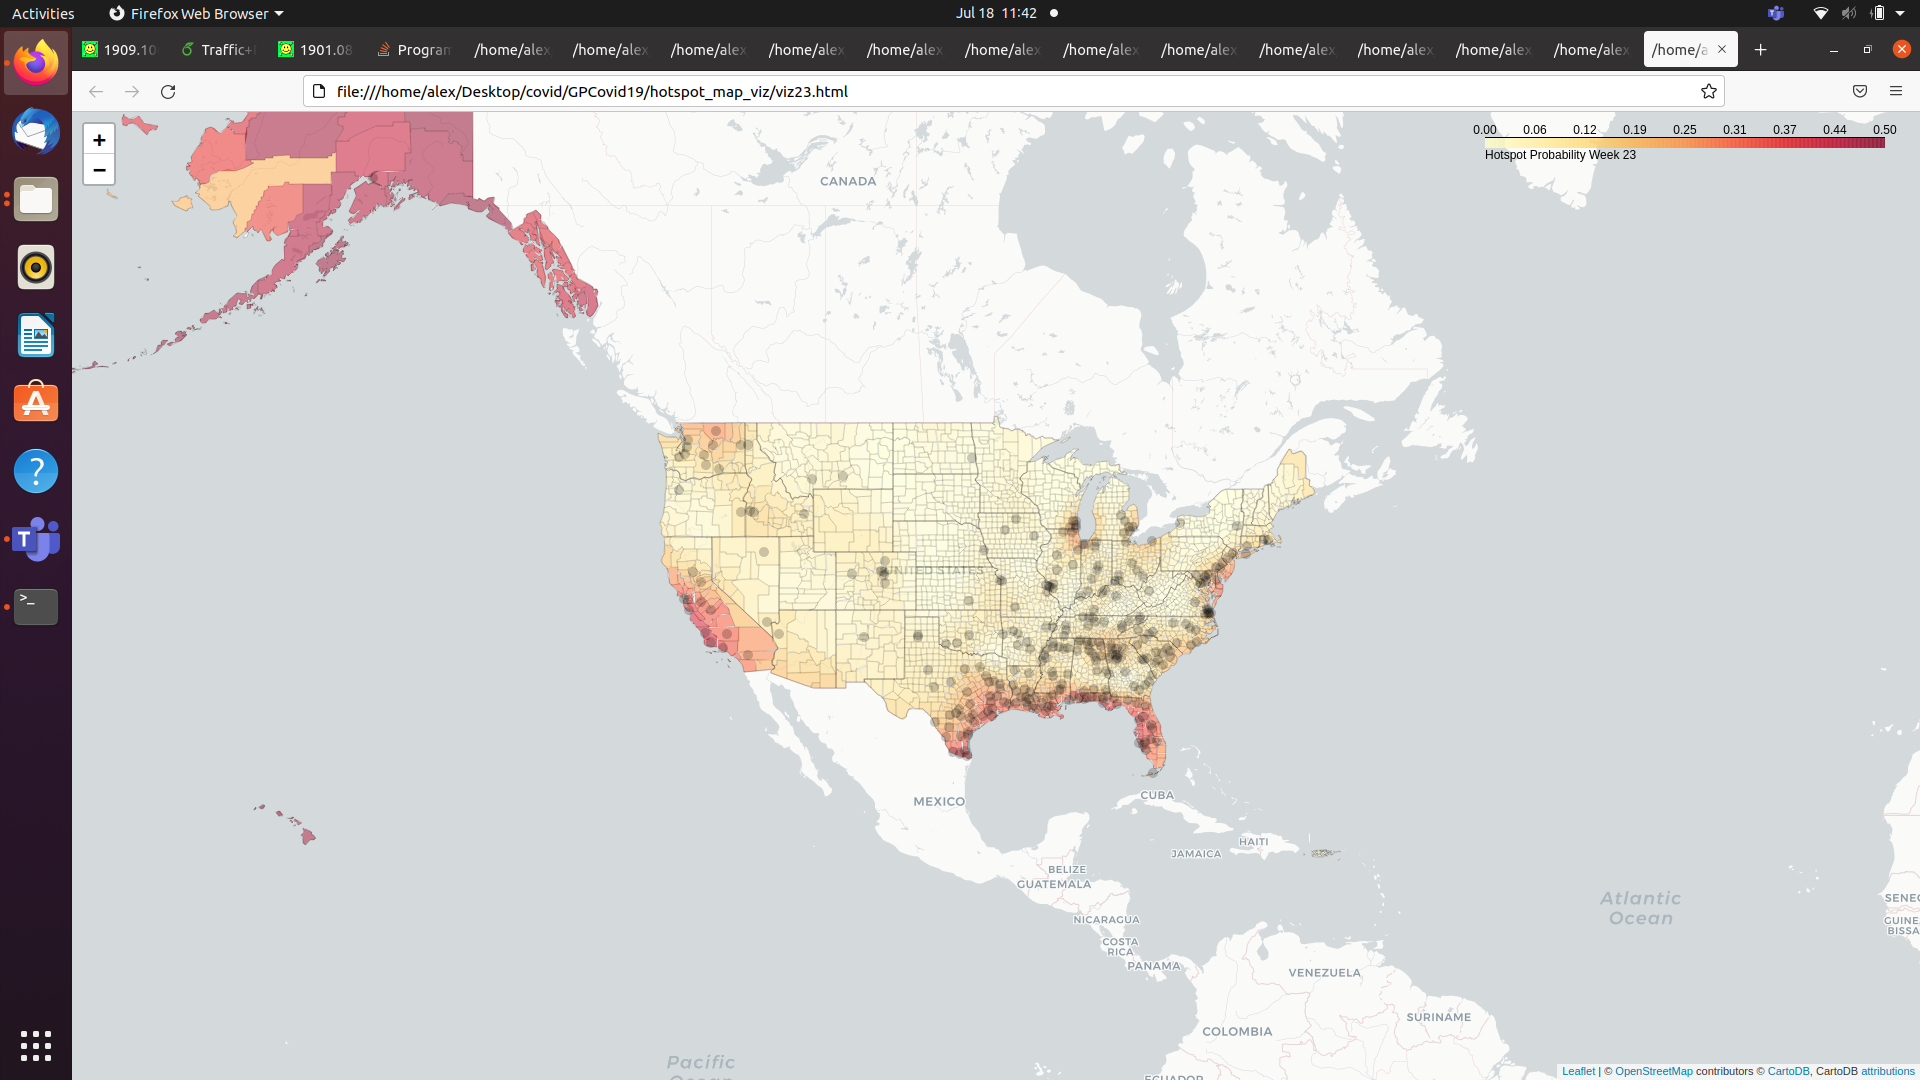 Activities
Firefox Web Browser
Jul 18 11:42
1909.10
Traffic+
1901.08
Program
/home/alex
/home/alex
/home/alex
/home/alex
/home/alex
/home/alex
/home/alex
/home/alex
/home/alex
/home/alex
/home/alex
/home/alex
/home/a
file:///home/alex/Desktop/covid/GPCovid19/hotspot_map_viz/viz23.html
+
−
0.00 0.06 0.12 0.19 0.25 0.31 0.37 0.44 0.50
Hotspot Probability Week 23
CANADA
UNITED STATES
MEXICO
CUBA
HAITI
JAMAICA
BELIZE
GUATEMALA
NICARAGUA
COSTA
RICA
PANAMA
VENEZUELA
COLOMBIA
SURINAME
ECUADOR
Atlantic
Ocean
SENEG
GUINE
BISSA
Pacific
Ocean
Leaflet | © OpenStreetMap contributors © CartoDB, CartoDB attributions